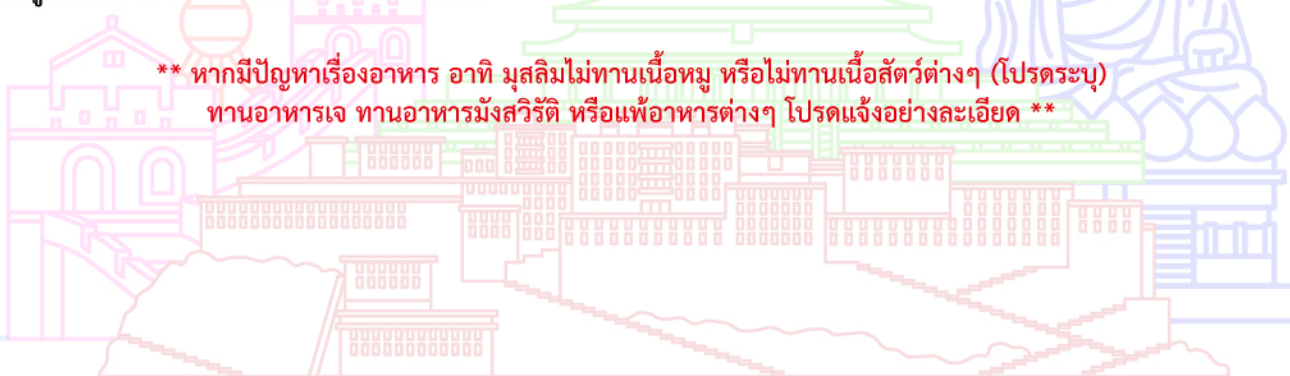 ** หากมีปัญหาเรื่องอาหาร อาทิ มุสลิมไม่ทานเนื้อหมู หรือไม่ทานเนื้อสัตว์ต่างๆ (โปรดระบุ)
ทานอาหารเจ ทานอาหารมังสวิรัติ หรือแพ้อาหารต่างๆ โปรดแจ้งอย่างละเอียด **